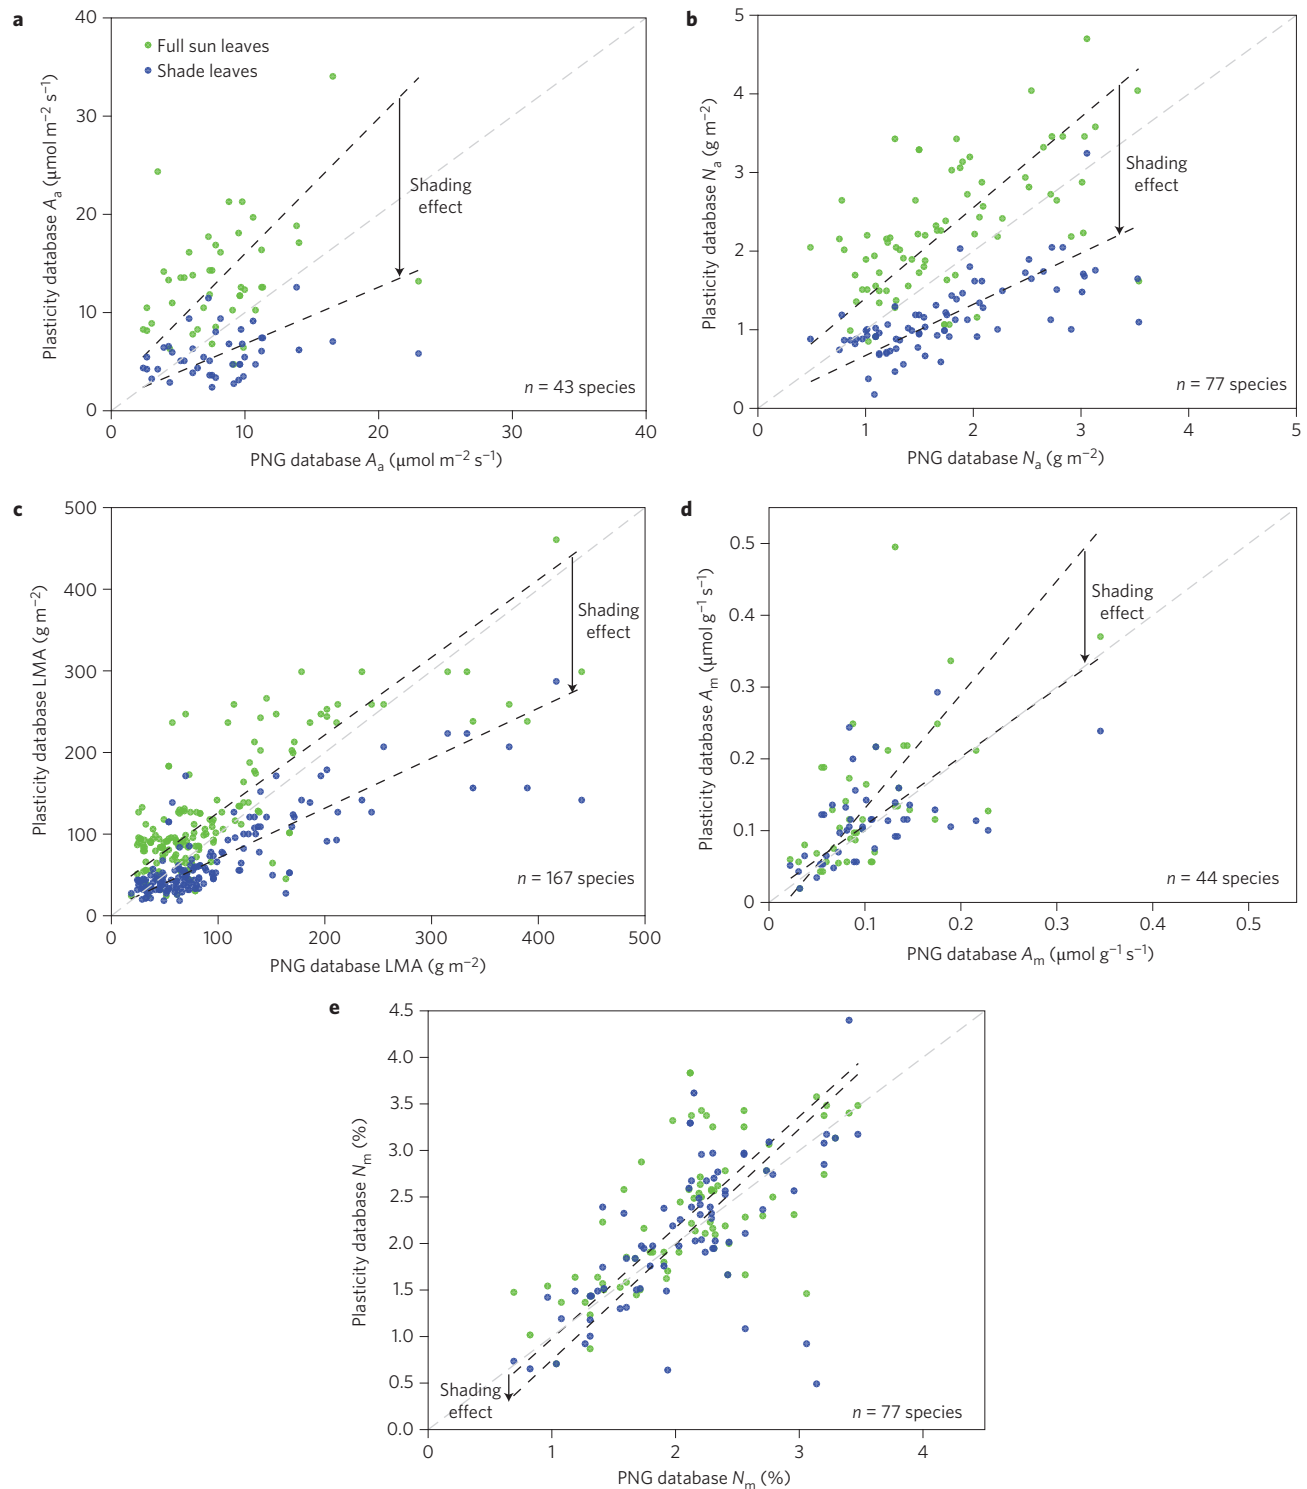 a
40
30
20
10
0
Plasticity database Aa (μmol m−2 s−1)
Full sun leaves
Shade leaves
Shading
effect
n = 43 species
0 10 20 30 40
PNG database Aa (μmol m−2 s−1)
b
5
4
3
2
1
0
Plasticity database Na (g m−2)
Shading
effect
n = 77 species
0 1 2 3 4 5
PNG database Na (g m−2)
c
500
400
300
200
100
0
Plasticity database LMA (g m−2)
Shading
effect
n = 167 species
0 100 200 300 400 500
PNG database LMA (g m−2)
d
0.5
0.4
0.3
0.2
0.1
0
Plasticity database Am (μmol g−1 s−1)
Shading
effect
n = 44 species
0 0.1 0.2 0.3 0.4 0.5
PNG database Am (μmol g−1 s−1)
e
4.5
4.0
3.5
3.0
2.5
2.0
1.5
1.0
0.5
0.0
Plasticity database Nm (%)
Shading
effect
n = 77 species
0 1 2 3 4
PNG database Nm (%)